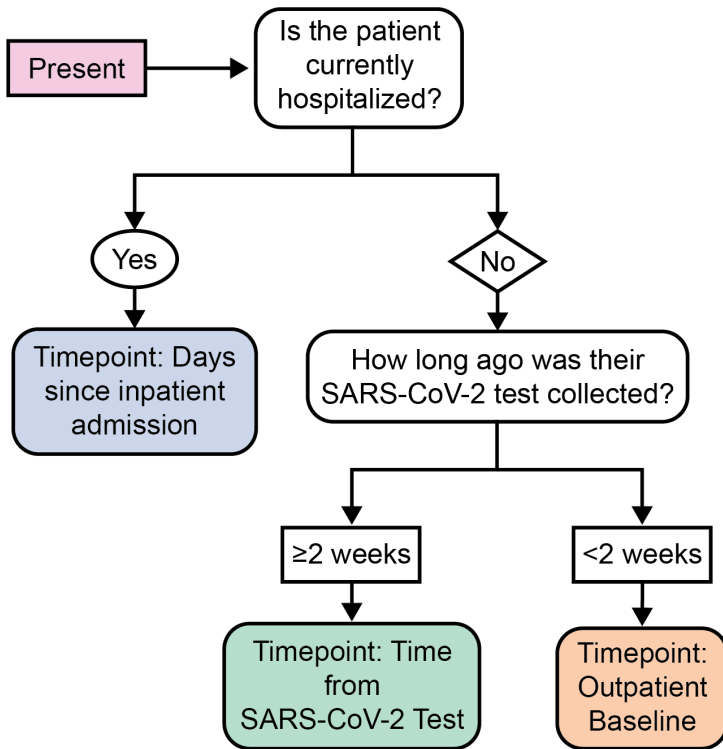 Present
Is the patient
currently
hospitalized?
Yes
No
Timepoint: Days
since inpatient
admission
How long ago was their
SARS-CoV-2 test collected?
≥2 weeks
<2 weeks
Timepoint: Time
from
SARS-CoV-2 Test
Timepoint:
Outpatient
Baseline